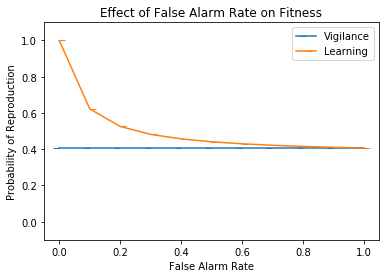 Effect of False Alarm Rate on Fitness
Vigilance
Learning
Probability of Reproduction
1.0
0.8
0.6
0.4
0.2
0.0
0.0 0.2 0.4 0.6 0.8 1.0
False Alarm Rate